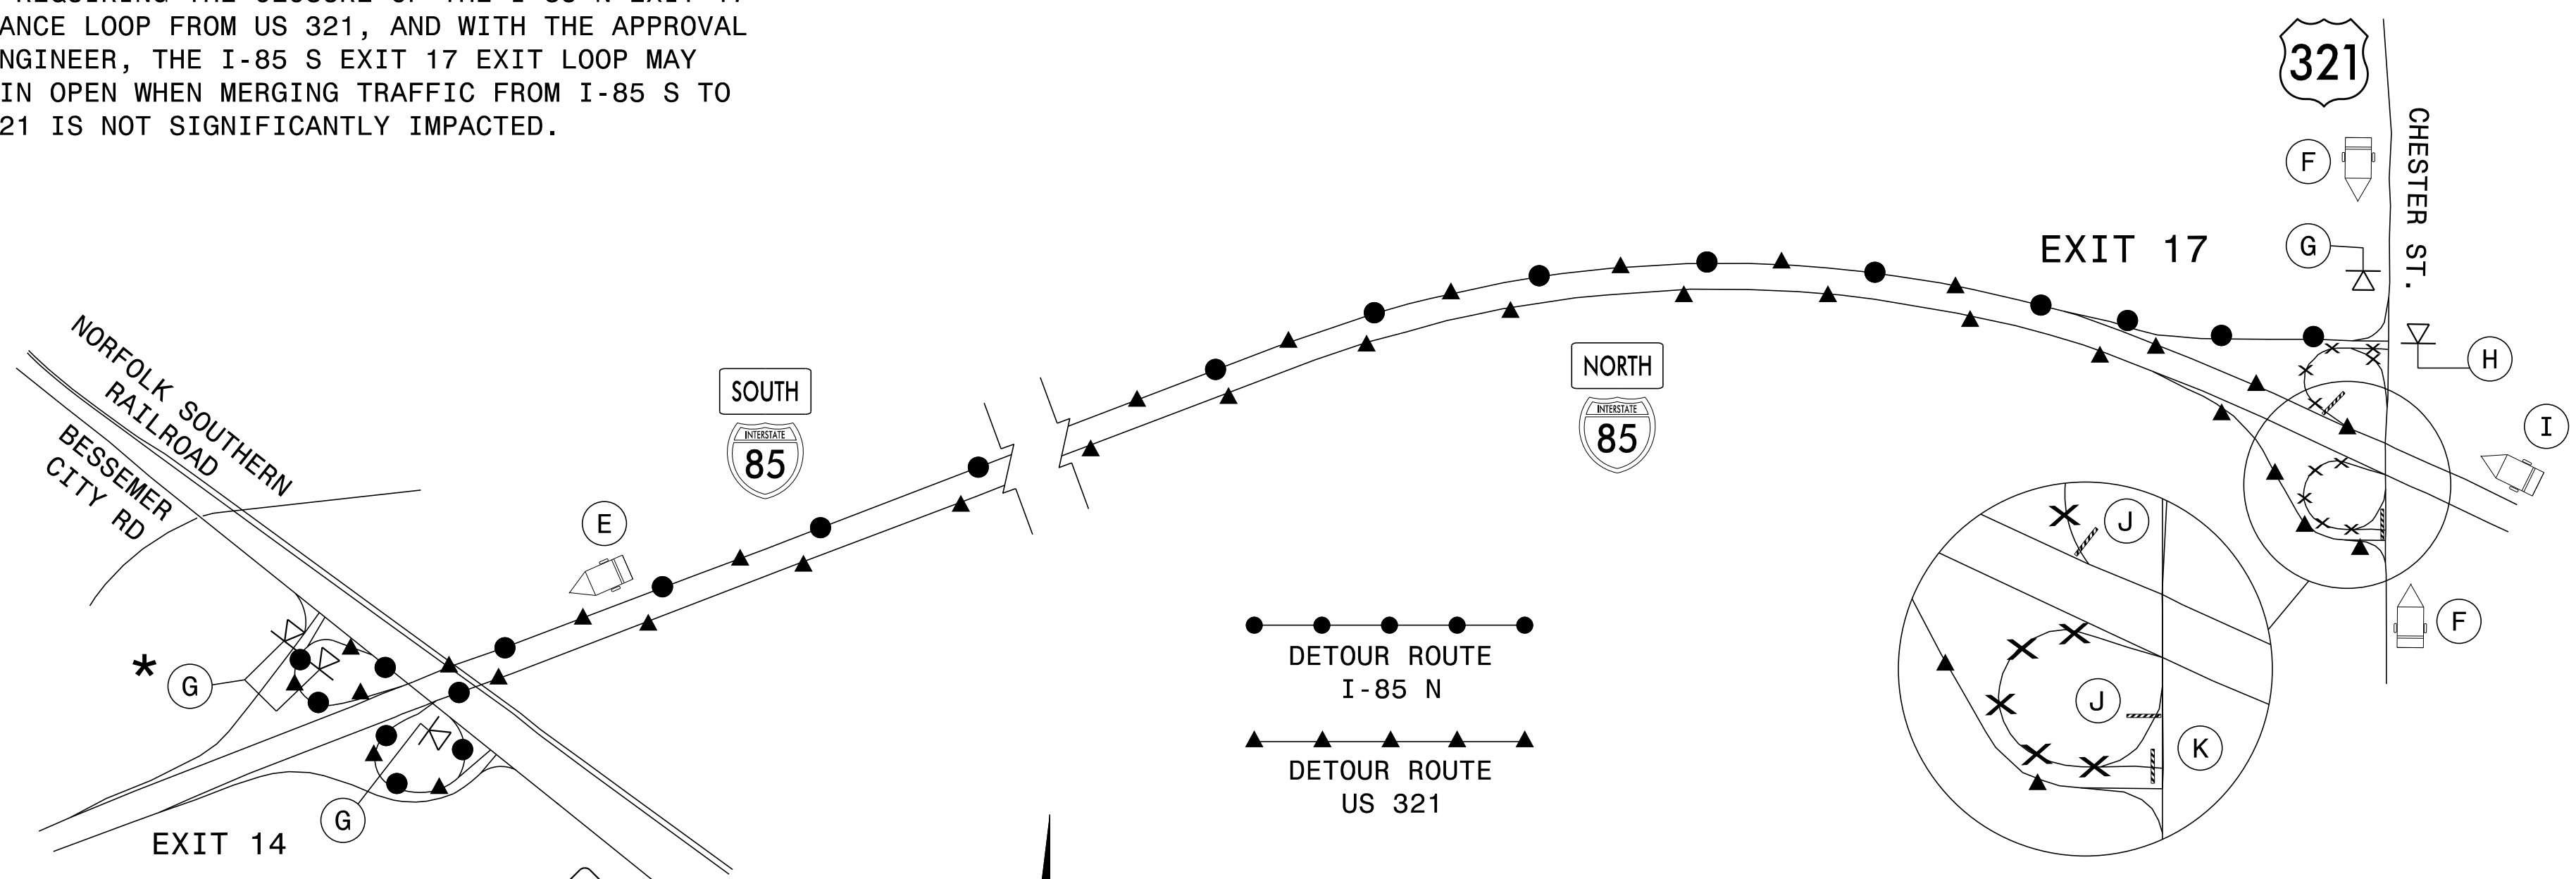 ANCE LOOP FROM US 321, AND WITH THE APPROVAL
NGINEER, THE I-85 S EXIT 17 EXIT LOOP MAY
IN OPEN WHEN MERGING TRAFFIC FROM I-85 S TO
21 IS NOT SIGNIFICANTLY IMPACTED.
321
CHESTER ST.
F
G
EXIT 17
H
I
NORTH
INTERSTATE
85
SOUTH
INTERSTATE
85
NORFOLK SOUTHERN
RAILROAD
BESSEMER
CITY RD
E
J
J
K
F
DETOUR ROUTE
I-85 N
DETOUR ROUTE
US 321
* G
G
EXIT 14